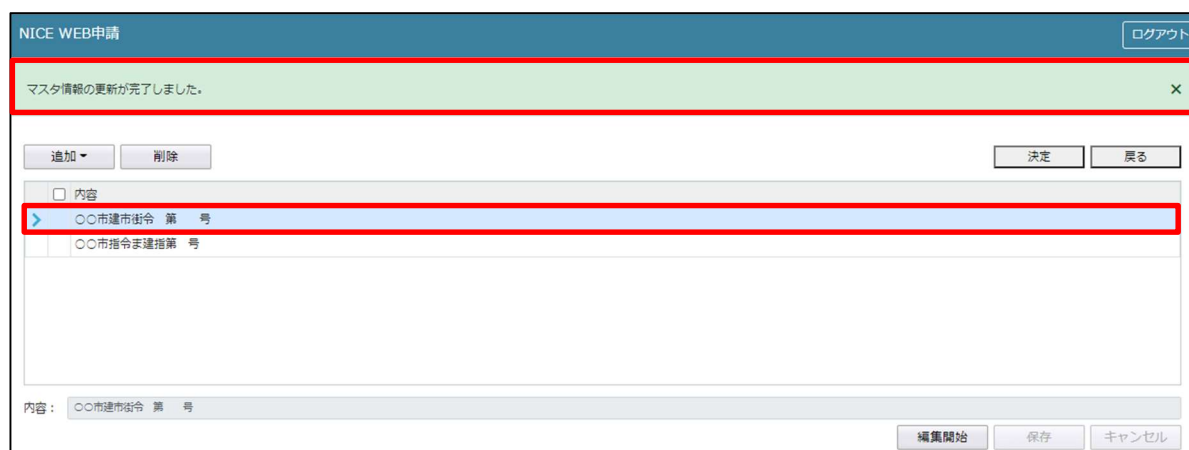 NICE WEB申請 ログアウト
マスタ情報の更新が完了しました。 ×
追加 削除 決定 戻る
内容
○○市建市街令 第 号
○○市指令ま建指第 号
内容： ○○市建市街令 第 号
編集開始 保存 キャンセル